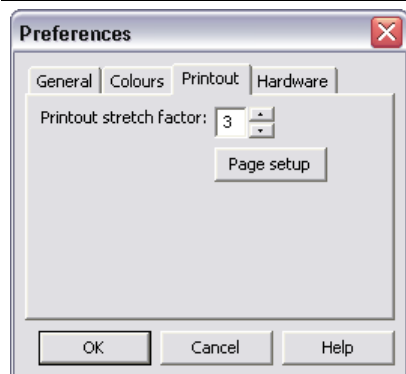 Preferences
General Colours Printout Hardware
Printout stretch factor: 3
Page setup
OK Cancel Help